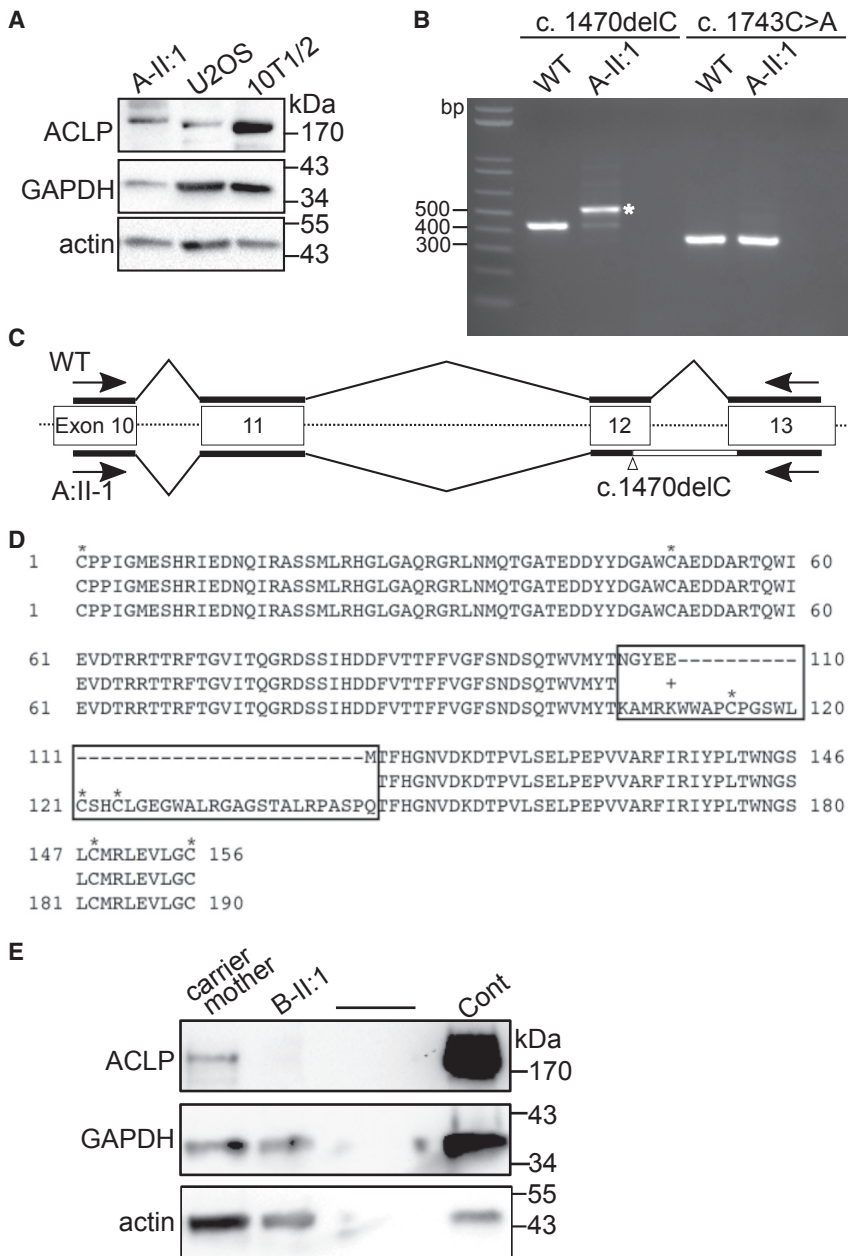 A
A-II:1 U2OS 10T1/2
kDa
ACLP
170
GAPDH
43
34
actin
55
43
B
c. 1470delC c. 1743C>A
WT A-II:1 WT A-II:1
bp
500
*
400
300
C
WT
Exon 10 11 12 13
A:II-1
c.1470delC
D
* *
1 CPPIGMESHRIEDNQIRASSMLRHGLGAQRGRLNMQTGATEDDYYDGAWCAEDDARTQWI 60
CPPIGMESHRIEDNQIRASSMLRHGLGAQRGRLNMQTGATEDDYYDGAWCAEDDARTQWI
1 CPPIGMESHRIEDNQIRASSMLRHGLGAQRGRLNMQTGATEDDYYDGAWCAEDDARTQWI 60
61 EVDTRRTTRFTGVITQGRDSSIHDDFVTTFFVGFSNDSQTWVMYTNGYEE---------- 110
EVDTRRTTRFTGVITQGRDSSIHDDFVTTFFVGFSNDSQTWVMYT +
*
61 EVDTRRTTRFTGVITQGRDSSIHDDFVTTFFVGFSNDSQTWVMYTKAMRKWWAPCPGSWL 120
111 ------------------------MTFHGNVDKDTPVLSELPEPVVARFIRIYPLTWNGS 146
TFHGNVDKDTPVLSELPEPVVARFIRIYPLTWNGS
* *
121 CSHCLGEGWALRGAGSTALRPASPQTFHGNVDKDTPVLSELPEPVVARFIRIYPLTWNGS 180
* *
147 LCMRLEVLGC 156
LCMRLEVLGC
181 LCMRLEVLGC 190
E
carrier mother B-II:1 Cont
kDa
ACLP
170
GAPDH
43
34
actin
55
43